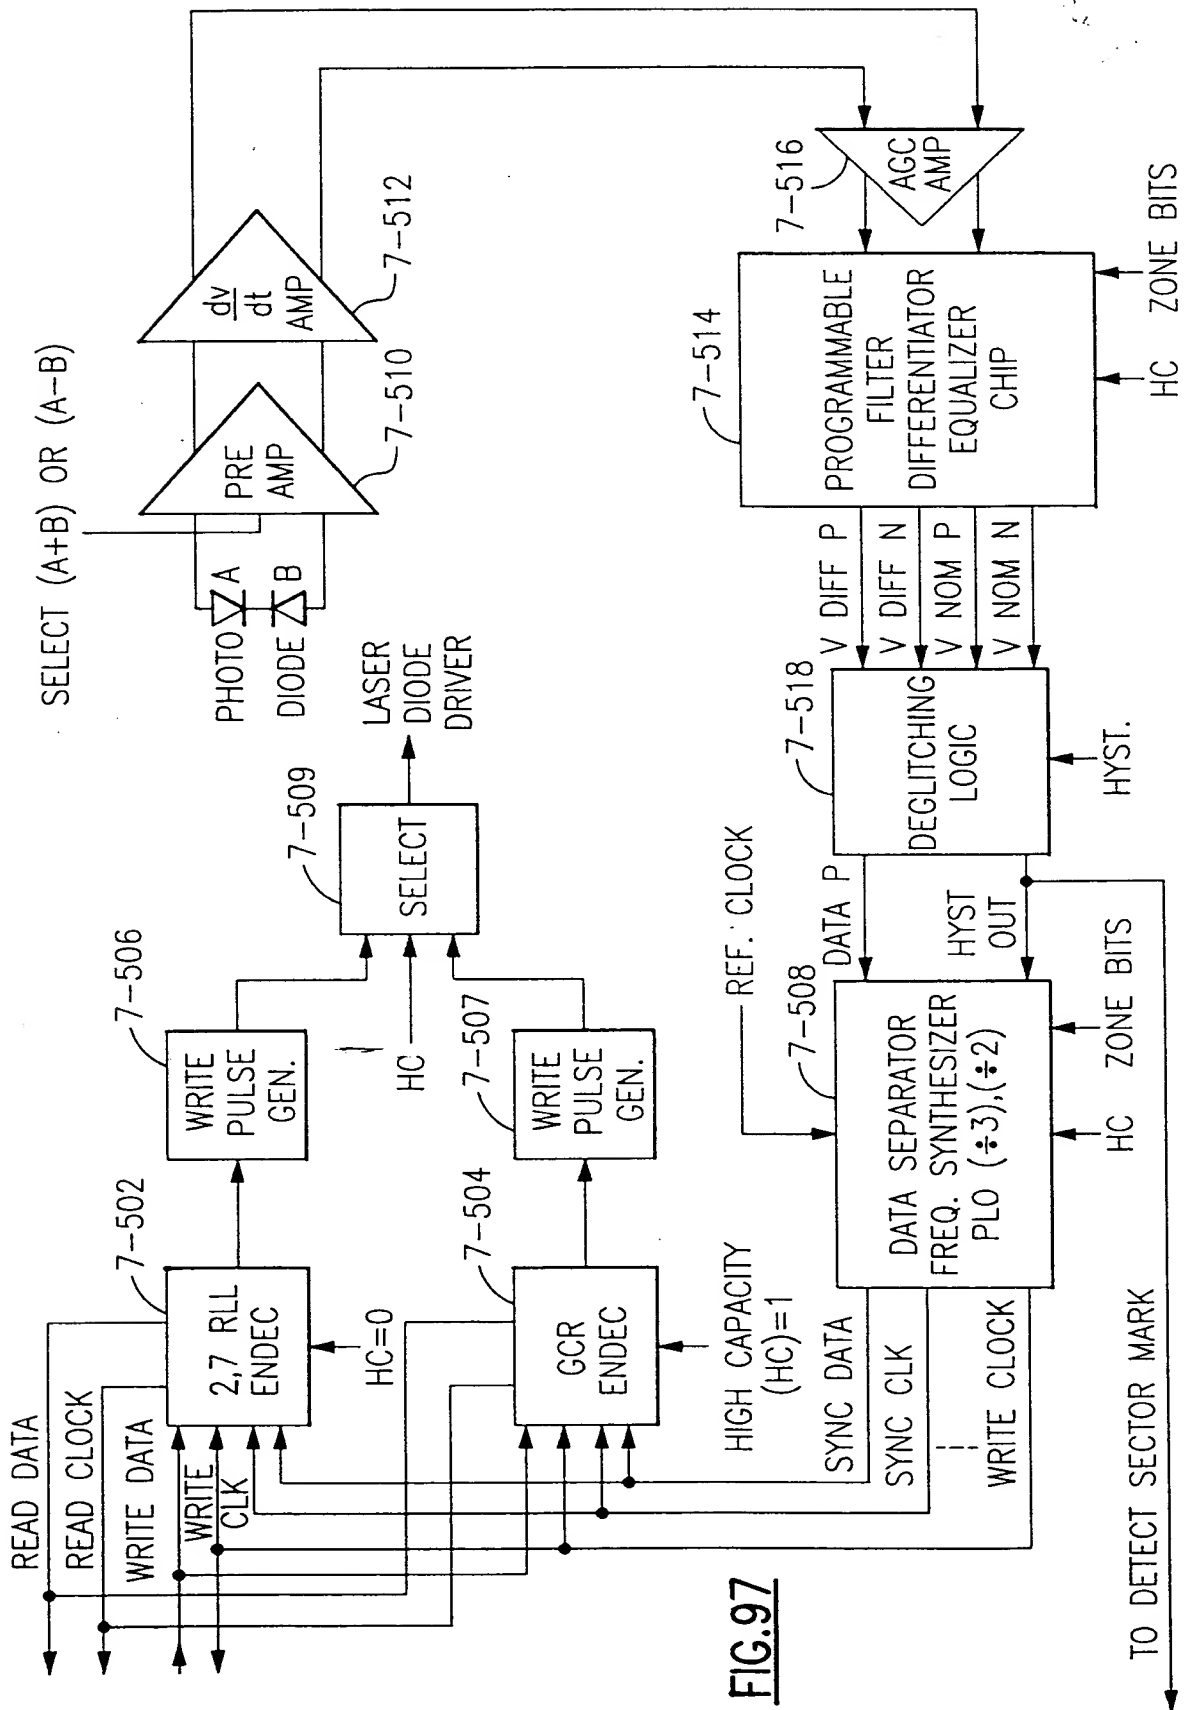 READ DATA
READ CLOCK
WRITE DATA
WRITE
CLK
7-502
2,7 RLL
ENDEC
HC=0
7-506
WRITE
PULSE
GEN.
7-504
GCR
ENDEC
HIGH CAPACITY
(HC)=1
7-507
WRITE
PULSE
GEN.
HC
7-509
SELECT
LASER
DIODE
DRIVER
SELECT (A+B) OR (A-B)
PHOTO A
DIODE B
PRE
AMP
7-510
dv
dt
AMP
7-512
7-516
AGC
AMP
7-514
PROGRAMMABLE
FILTER
DIFFERENTIATOR
EQUALIZER
CHIP
HC ZONE BITS
V DIFF P
V DIFF N
V NOM P
V NOM N
7-518
DEGLITCHING
LOGIC
HYST.
DATA P
HYST
OUT
REF. CLOCK
7-508
DATA SEPARATOR
FREQ. SYNTHESIZER
PLO (÷3),(÷2)
HC ZONE BITS
SYNC DATA
SYNC CLK
WRITE CLOCK
TO DETECT SECTOR MARK
FIG.97